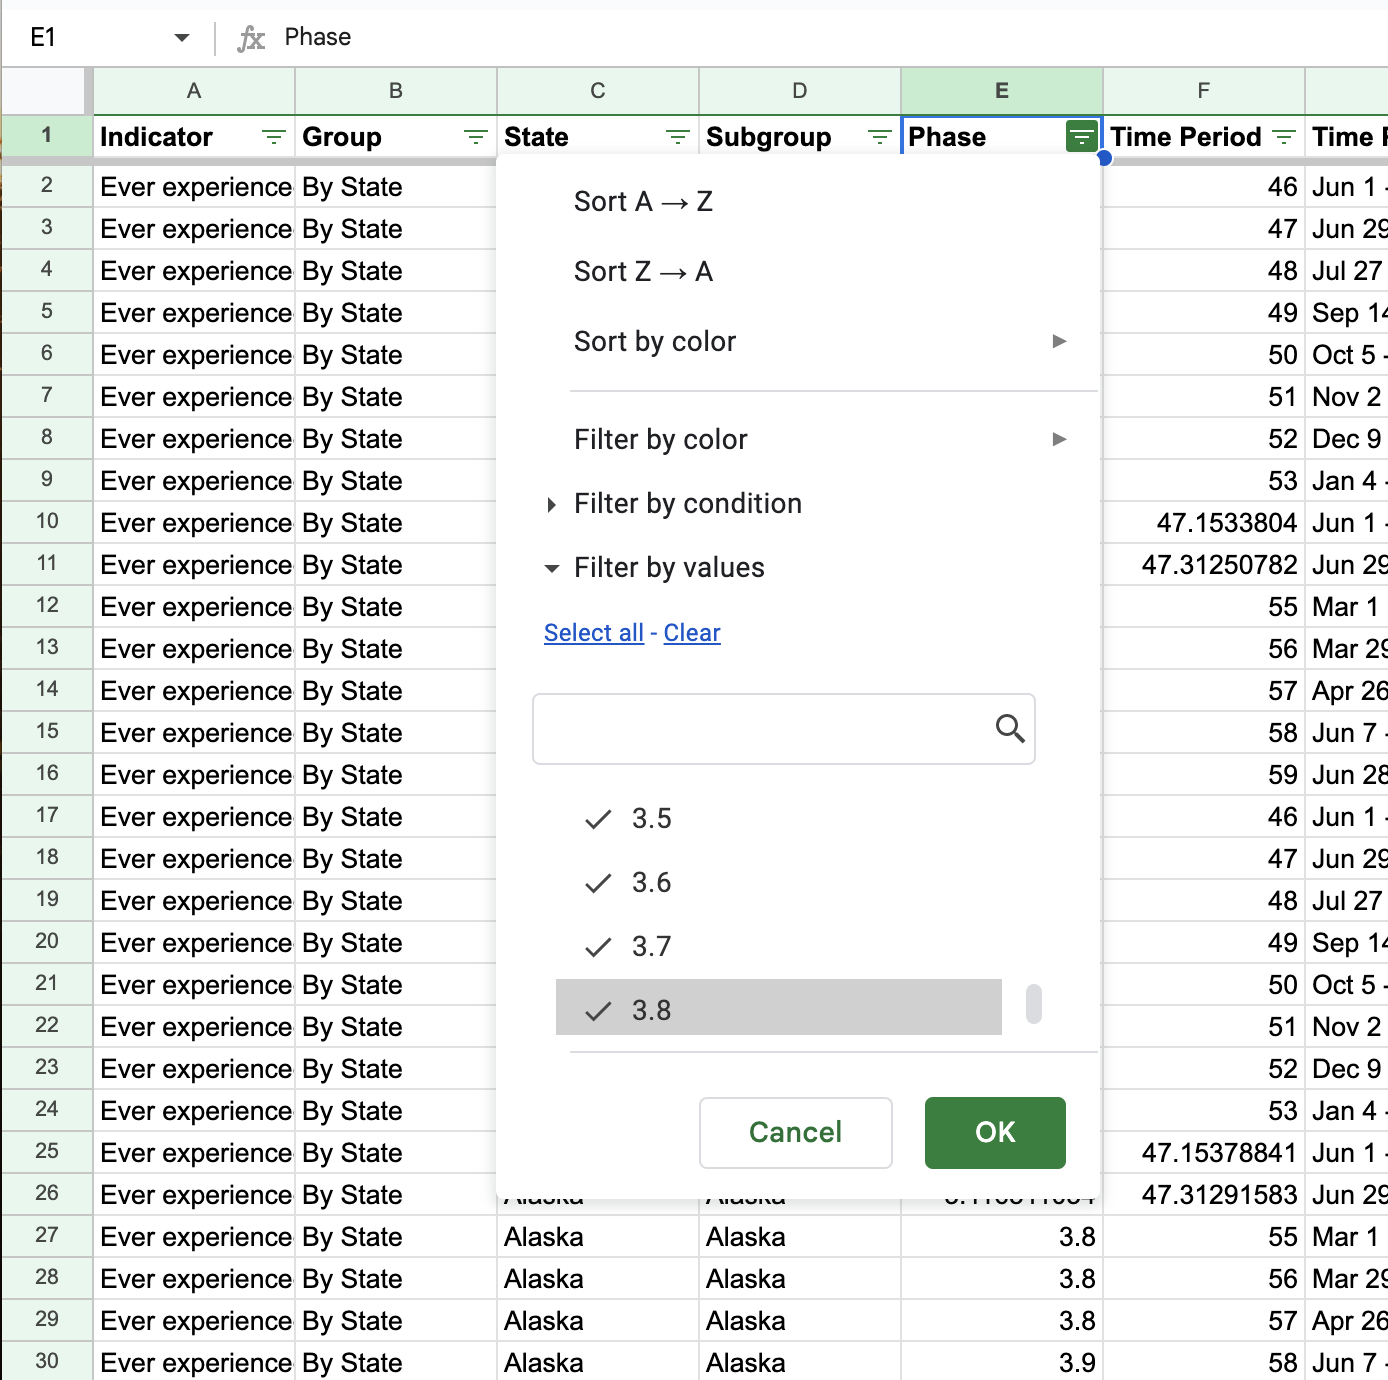 E1 fx Phase
A B C D E F
1 Indicator Group State Subgroup Phase Time Period Time
2 Ever experience By State 46 Jun 1 -
3 Ever experience By State 47 Jun 29
4 Ever experience By State 48 Jul 27
5 Ever experience By State 49 Sep 14
6 Ever experience By State 50 Oct 5 -
7 Ever experience By State 51 Nov 2
8 Ever experience By State 52 Dec 9
9 Ever experience By State 53 Jan 4 -
10 Ever experience By State 47.1533804 Jun 1 -
11 Ever experience By State 47.31250782 Jun 29
12 Ever experience By State 55 Mar 1
13 Ever experience By State 56 Mar 29
14 Ever experience By State 57 Apr 26
15 Ever experience By State 58 Jun 7 -
16 Ever experience By State 59 Jun 28
17 Ever experience By State 46 Jun 1 -
18 Ever experience By State 47 Jun 29
19 Ever experience By State 48 Jul 27
20 Ever experience By State 49 Sep 14
21 Ever experience By State 50 Oct 5 -
22 Ever experience By State 51 Nov 2
23 Ever experience By State 52 Dec 9
24 Ever experience By State 53 Jan 4 -
25 Ever experience By State 47.15378841 Jun 1 -
26 Ever experience By State Alaska Alaska 47.31291583 Jun 29
27 Ever experience By State Alaska Alaska 3.8 55 Mar 1
28 Ever experience By State Alaska Alaska 3.8 56 Mar 29
29 Ever experience By State Alaska Alaska 3.8 57 Apr 26
30 Ever experience By State Alaska Alaska 3.9 58 Jun 7 -
Sort A → Z
Sort Z → A
Sort by color
Filter by color
Filter by condition
Filter by values
Select all - Clear
3.5
3.6
3.7
3.8
Cancel OK